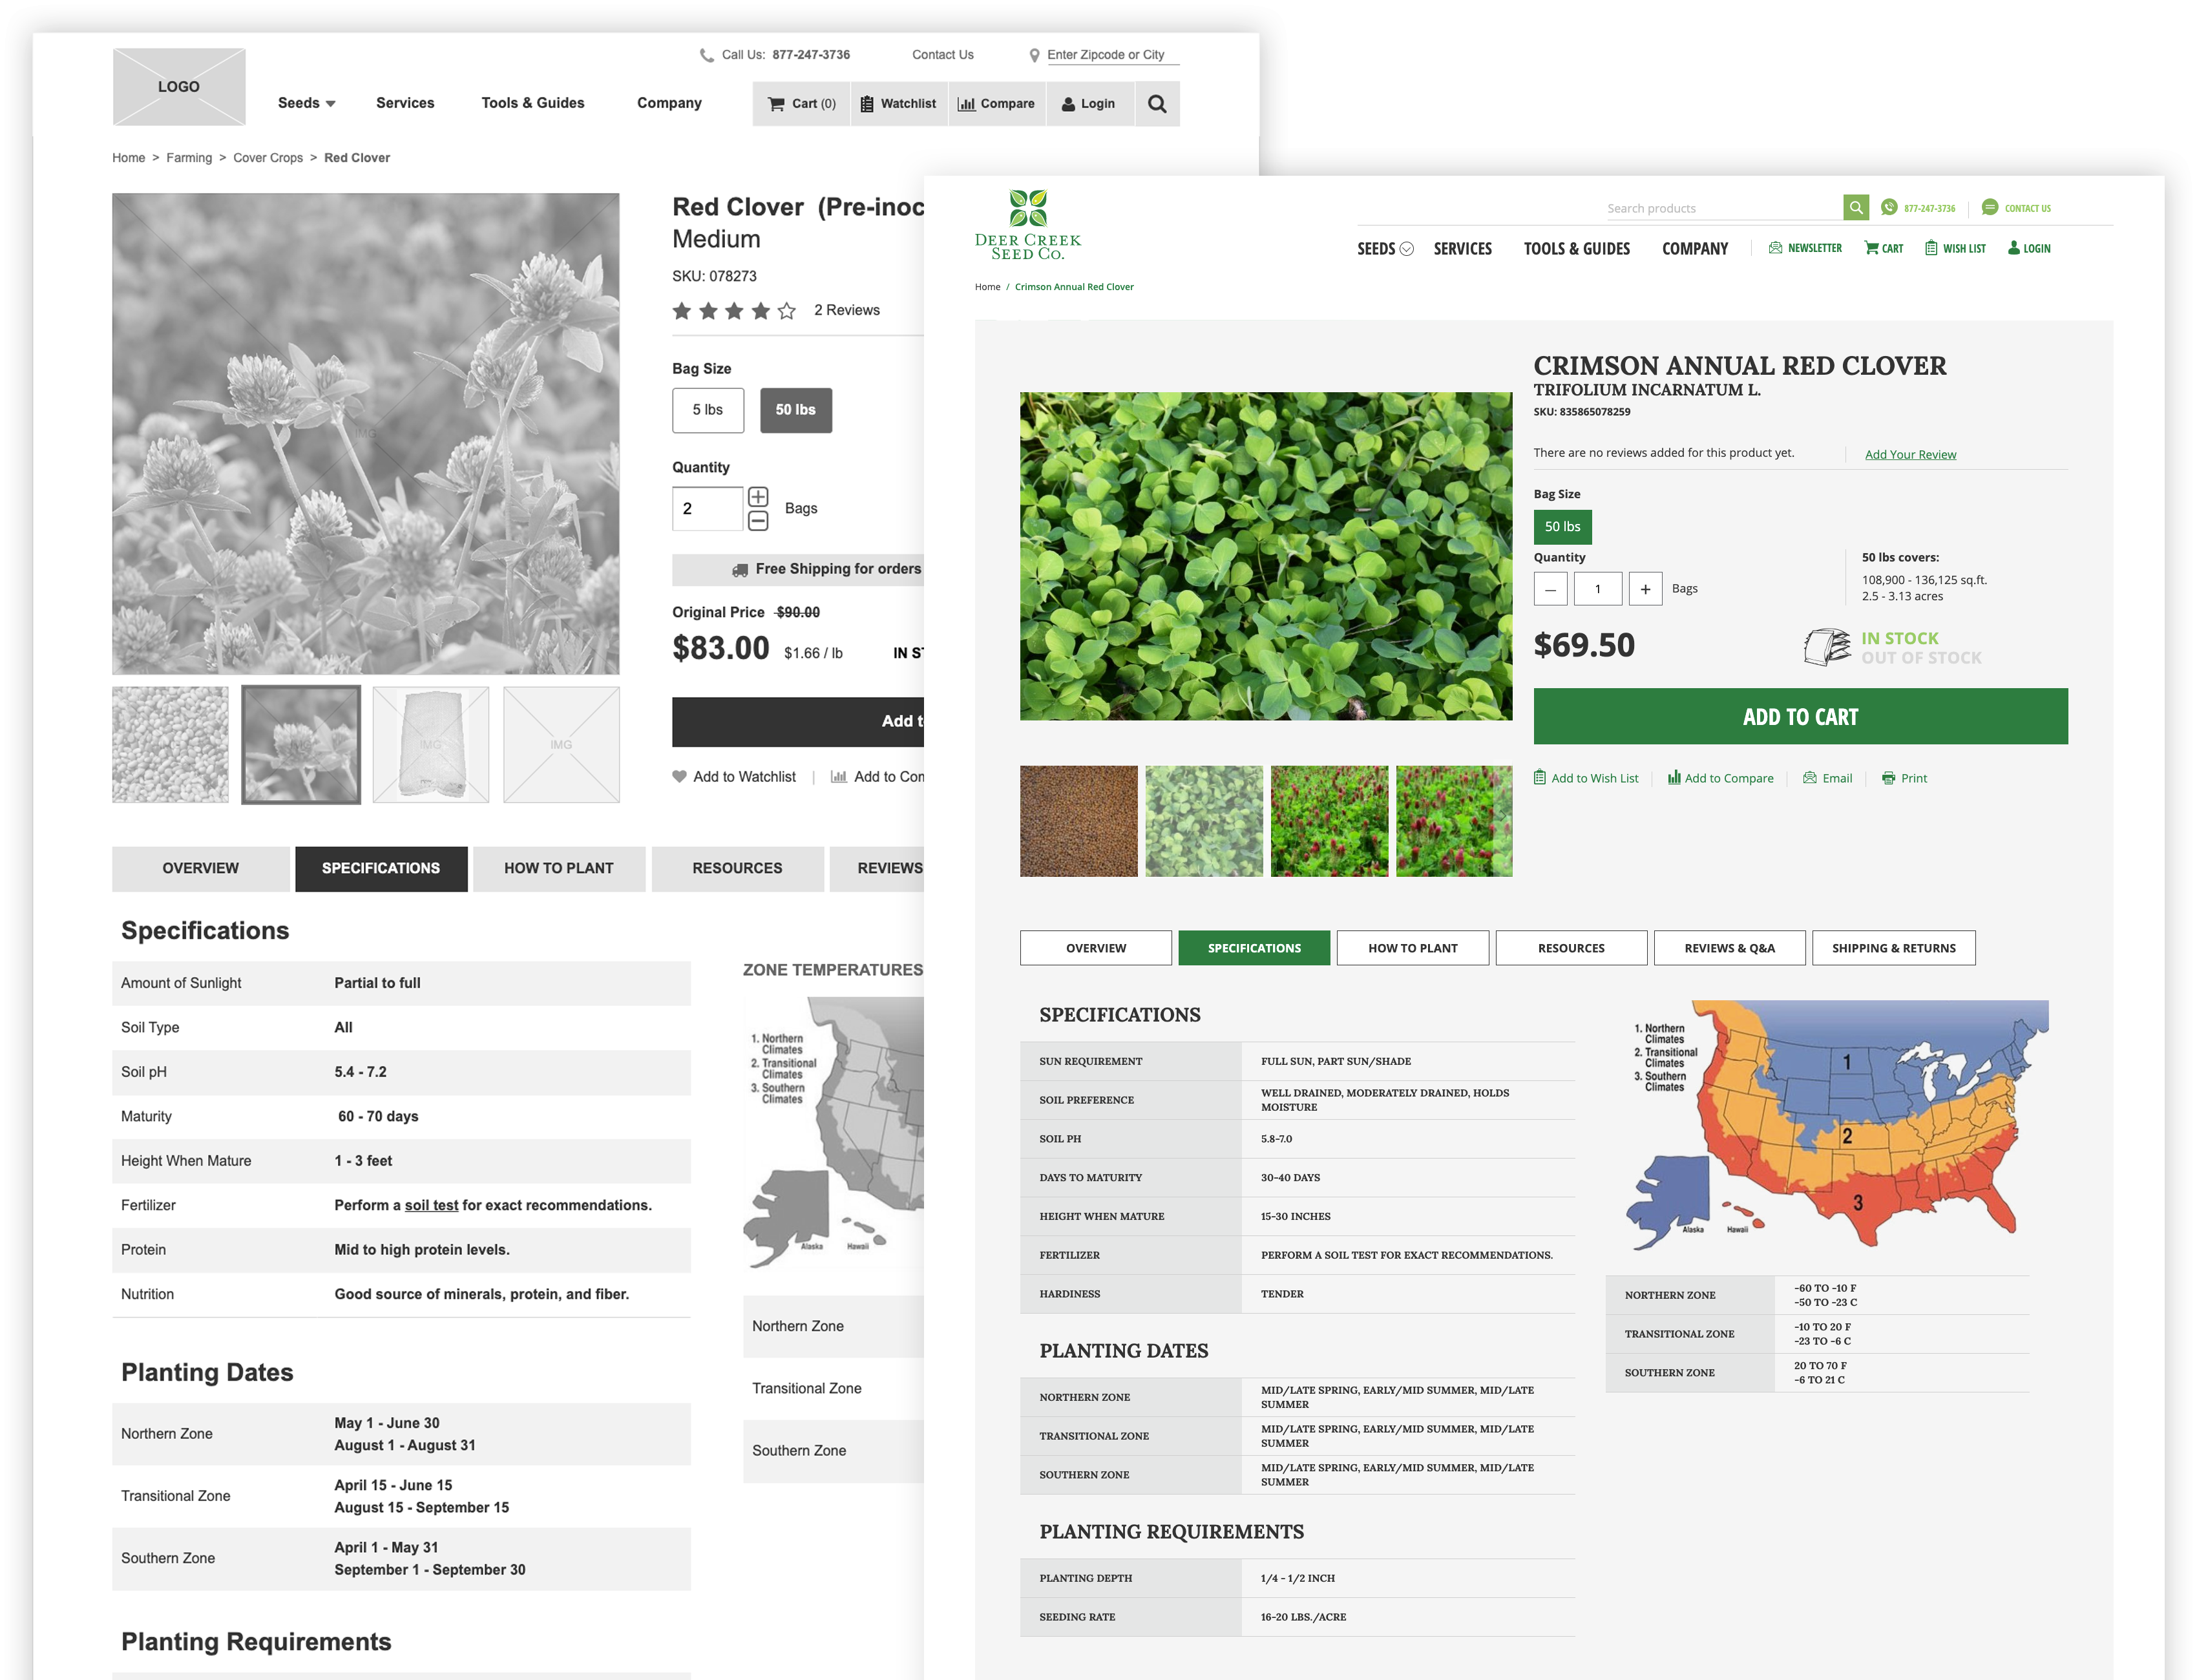 Call Us: 877-247-3736
Contact Us
Enter Zipcode or City
LOGO
Seeds
Services
Tools & Guides
Company
Cart (0)
Watchlist
Compare
Login
Home > Farming > Cover Crops > Red Clover
IMG
IMG
IMG
IMG
Red Clover (Pre-inoc
Medium
SKU: 078273
2 Reviews
Bag Size
5 lbs
50 lbs
Quantity
2
Bags
Free Shipping for orders
Original Price $90.00
$83.00 $1.66 / lb
IN ST
Add t
Add to Watchlist
Add to Con
OVERVIEW
SPECIFICATIONS
HOW TO PLANT
RESOURCES
REVIEWS
Specifications
Amount of Sunlight Partial to full
Soil Type All
Soil pH 5.4 - 7.2
Maturity 60 - 70 days
Height When Mature 1 - 3 feet
Fertilizer Perform a soil test for exact recommendations.
Protein Mid to high protein levels.
Nutrition Good source of minerals, protein, and fiber.
ZONE TEMPERATURES
1. Northern
Climates
2. Transitional
Climates
3. Southern
Climates
Alaska
Hawaii
Northern Zone
Transitional Zone
Southern Zone
Planting Dates
Northern Zone
May 1 - June 30
August 1 - August 31
Transitional Zone
April 15 - June 15
August 15 - September 15
Southern Zone
April 1 - May 31
September 1 - September 30
Planting Requirements
DEER CREEK
SEED CO.
Search products
877-247-3736
CONTACT US
SEEDS
SERVICES
TOOLS & GUIDES
COMPANY
NEWSLETTER
CART
WISH LIST
LOGIN
Home / Crimson Annual Red Clover
CRIMSON ANNUAL RED CLOVER
TRIFOLIUM INCARNATUM L.
SKU: 835865078259
There are no reviews added for this product yet.
Add Your Review
Bag Size
50 lbs
Quantity
– 1 + Bags
50 lbs covers:
108,900 - 136,125 sq.ft.
2.5 - 3.13 acres
$69.50
IN STOCK
OUT OF STOCK
ADD TO CART
Add to Wish List
Add to Compare
Email
Print
OVERVIEW
SPECIFICATIONS
HOW TO PLANT
RESOURCES
REVIEWS & Q&A
SHIPPING & RETURNS
SPECIFICATIONS
SUN REQUIREMENT FULL SUN, PART SUN/SHADE
SOIL PREFERENCE WELL DRAINED, MODERATELY DRAINED, HOLDS
MOISTURE
SOIL PH 5.8-7.0
DAYS TO MATURITY 30-40 DAYS
HEIGHT WHEN MATURE 15-30 INCHES
FERTILIZER PERFORM A SOIL TEST FOR EXACT RECOMMENDATIONS.
HARDINESS TENDER
PLANTING DATES
NORTHERN ZONE MID/LATE SPRING, EARLY/MID SUMMER, MID/LATE
SUMMER
TRANSITIONAL ZONE MID/LATE SPRING, EARLY/MID SUMMER, MID/LATE
SUMMER
SOUTHERN ZONE MID/LATE SPRING, EARLY/MID SUMMER, MID/LATE
SUMMER
PLANTING REQUIREMENTS
PLANTING DEPTH 1/4 - 1/2 INCH
SEEDING RATE 16-20 LBS./ACRE
1. Northern
Climates
2. Transitional
Climates
3. Southern
Climates
1
2
3
Alaska
Hawaii
NORTHERN ZONE
-60 TO -10 F
-50 TO -23 C
TRANSITIONAL ZONE
-10 TO 20 F
-23 TO -6 C
SOUTHERN ZONE
20 TO 70 F
-6 TO 21 C